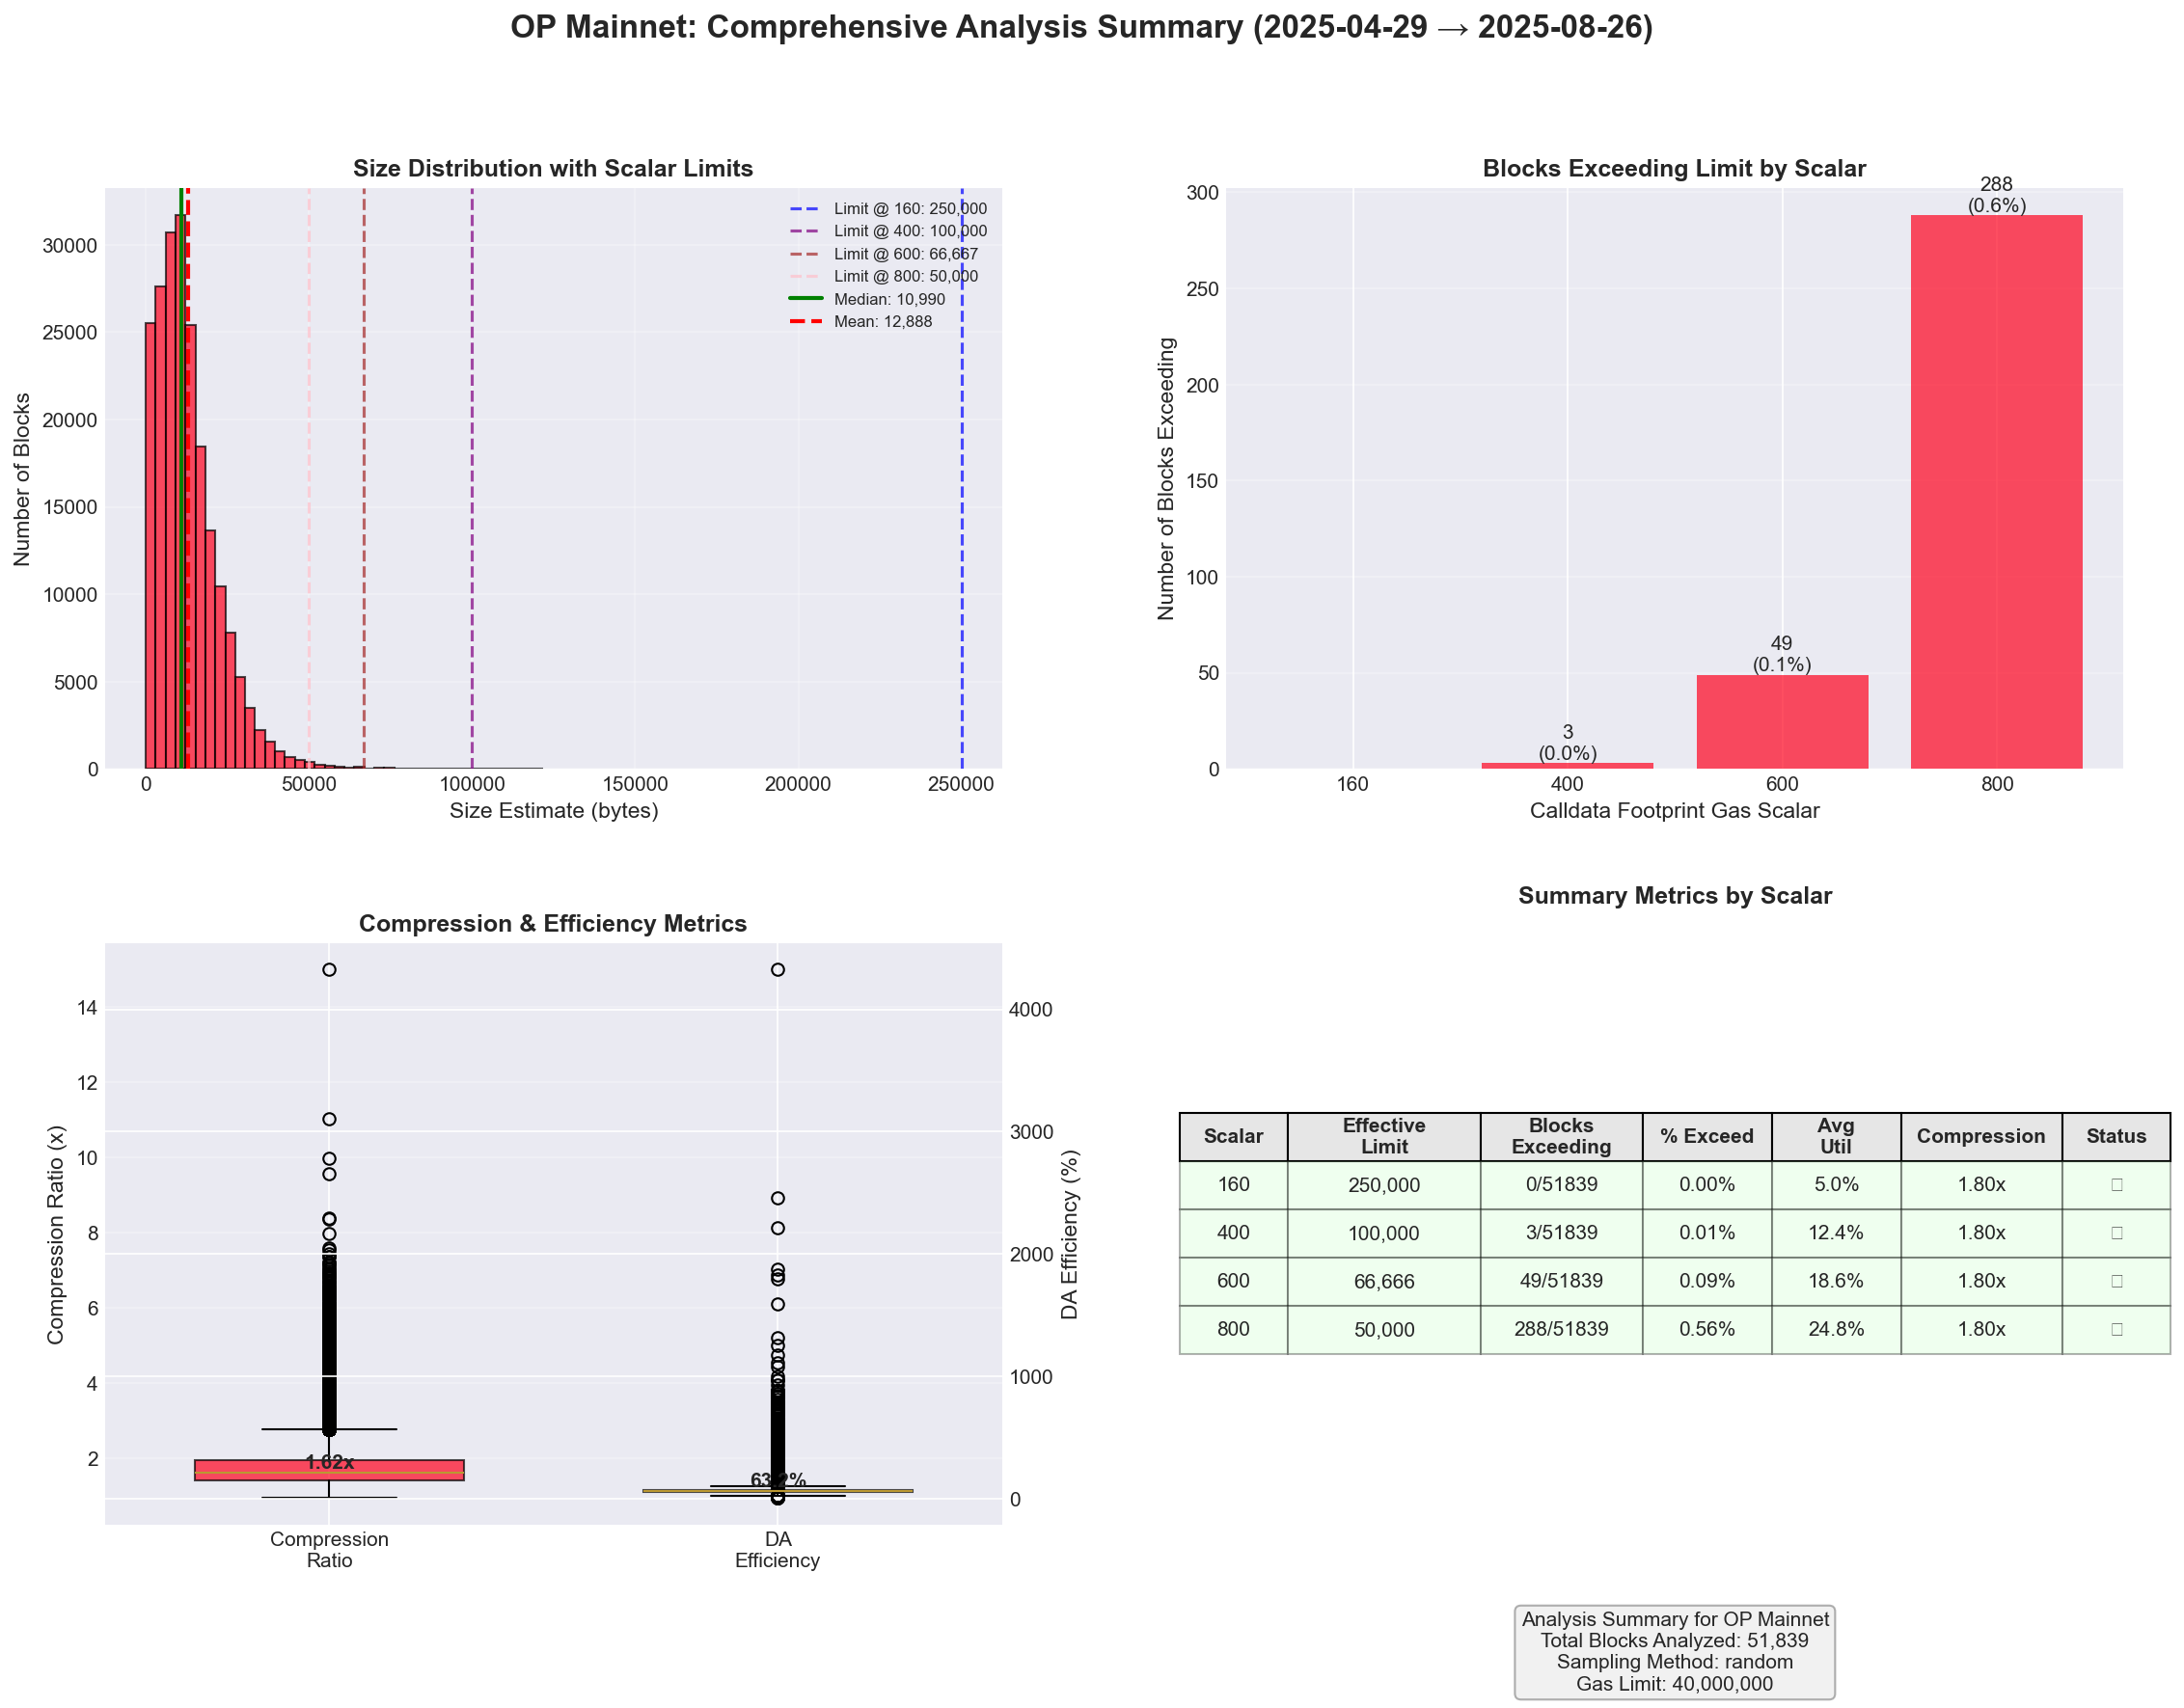 OP Mainnet: Comprehensive Analysis Summary (2025-04-29 → 2025-08-26)
Size Distribution with Scalar Limits
Number of Blocks
30000
25000
20000
15000
10000
5000
0
0
50000
100000
150000
200000
250000
Size Estimate (bytes)
Limit @ 160: 250,000
Limit @ 400: 100,000
Limit @ 600: 66,667
Limit @ 800: 50,000
Median: 10,990
Mean: 12,888
Blocks Exceeding Limit by Scalar
Number of Blocks Exceeding
300
250
200
150
100
50
0
3
(0.0%)
49
(0.1%)
288
(0.6%)
160
400
600
800
Calldata Footprint Gas Scalar
Compression & Efficiency Metrics
Compression Ratio (x)
14
12
10
8
6
4
2
1.62x
63.2%
4000
3000
2000
1000
0
DA Efficiency (%)
Compression
Ratio
DA
Efficiency
Summary Metrics by Scalar
Scalar Effective Limit Blocks Exceeding % Exceed Avg Util Compression Status
160 250,000 0/51839 0.00% 5.0% 1.80x
400 100,000 3/51839 0.01% 12.4% 1.80x
600 66,666 49/51839 0.09% 18.6% 1.80x
800 50,000 288/51839 0.56% 24.8% 1.80x
Analysis Summary for OP Mainnet
Total Blocks Analyzed: 51,839
Sampling Method: random
Gas Limit: 40,000,000